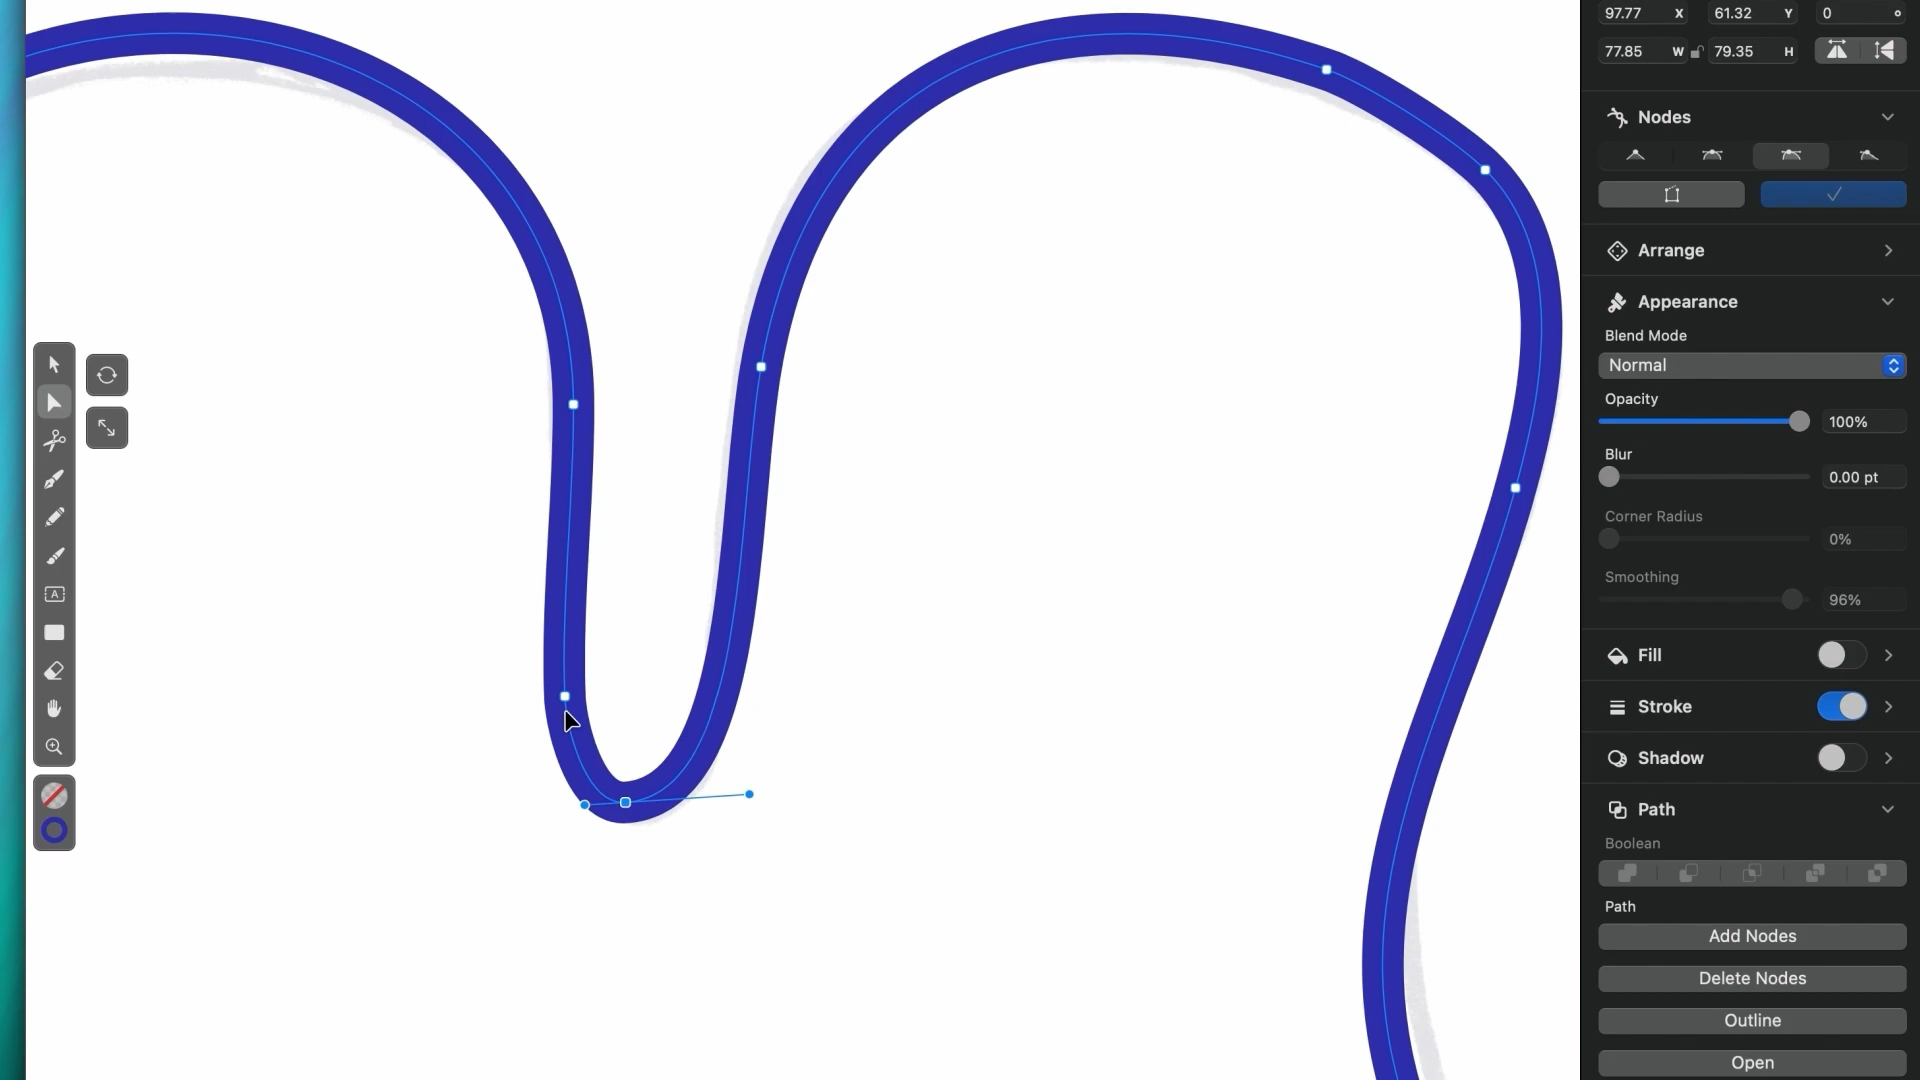 97.77 X 61.32 Y 0 °
77.85 W 79.35 H
Nodes
Arrange
Appearance
Blend Mode
Normal
Opacity
100%
Blur
0.00 pt
Corner Radius
0%
Smoothing
96%
Fill
Stroke
Shadow
Path
Boolean
Path
Add Nodes
Delete Nodes
Outline
Open
A